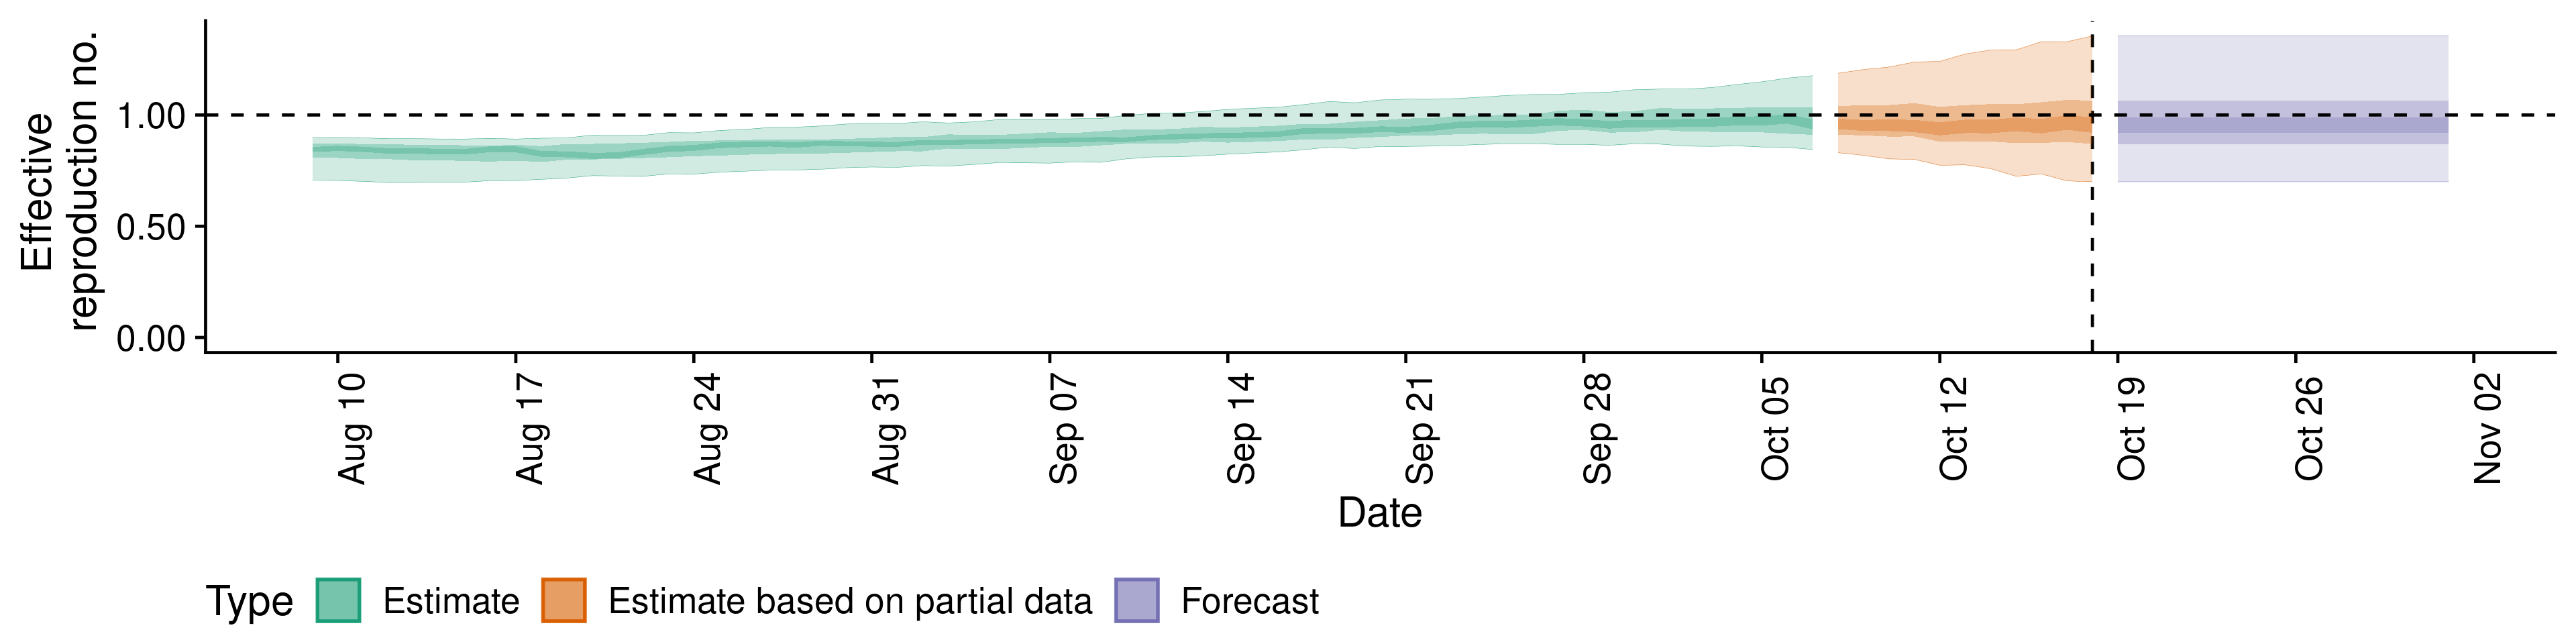 Effective
reproduction no.
1.00
0.50
0.00
Aug 10
Aug 17
Aug 24
Aug 31
Sep 07
Sep 14
Sep 21
Sep 28
Oct 05
Oct 12
Oct 19
Oct 26
Nov 02
Date
Type Estimate Estimate based on partial data Forecast